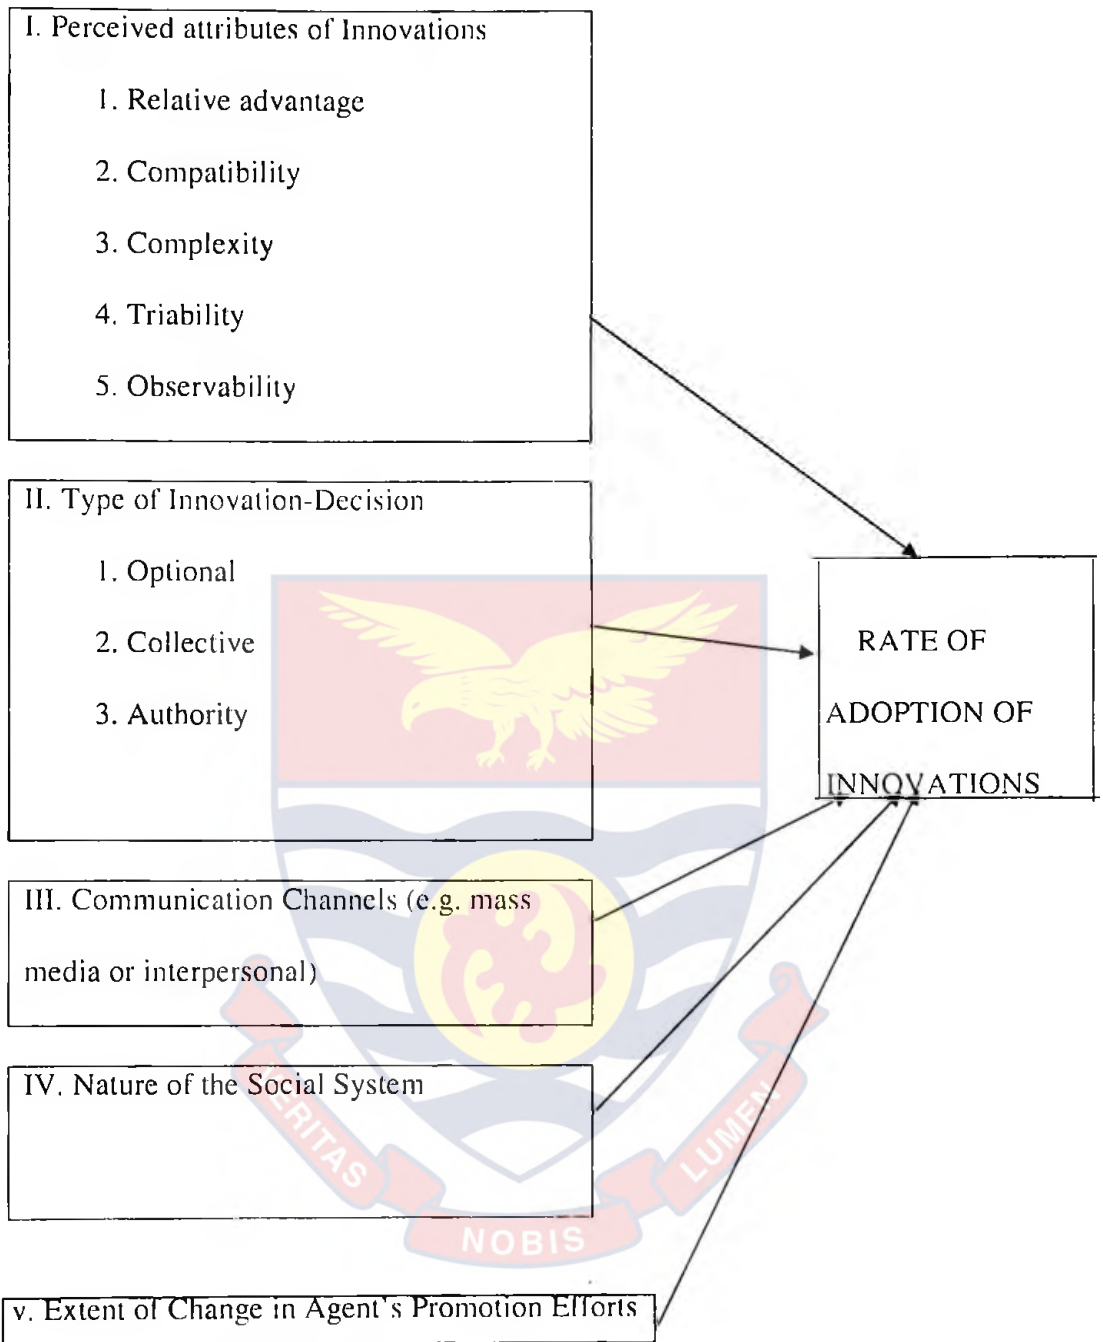 I. Perceived attributes of Innovations
1. Relative advantage
2. Compatibility
3. Complexity
4. Triability
5. Observability
II. Type of Innovation-Decision
1. Optional
2. Collective
3. Authority
RATE OF
ADOPTION OF
INNOVATIONS
III. Communication Channels (e.g. mass
media or interpersonal)
IV. Nature of the Social System
VERITAS
NOBIS
LUMEN
v. Extent of Change in Agent's Promotion Efforts